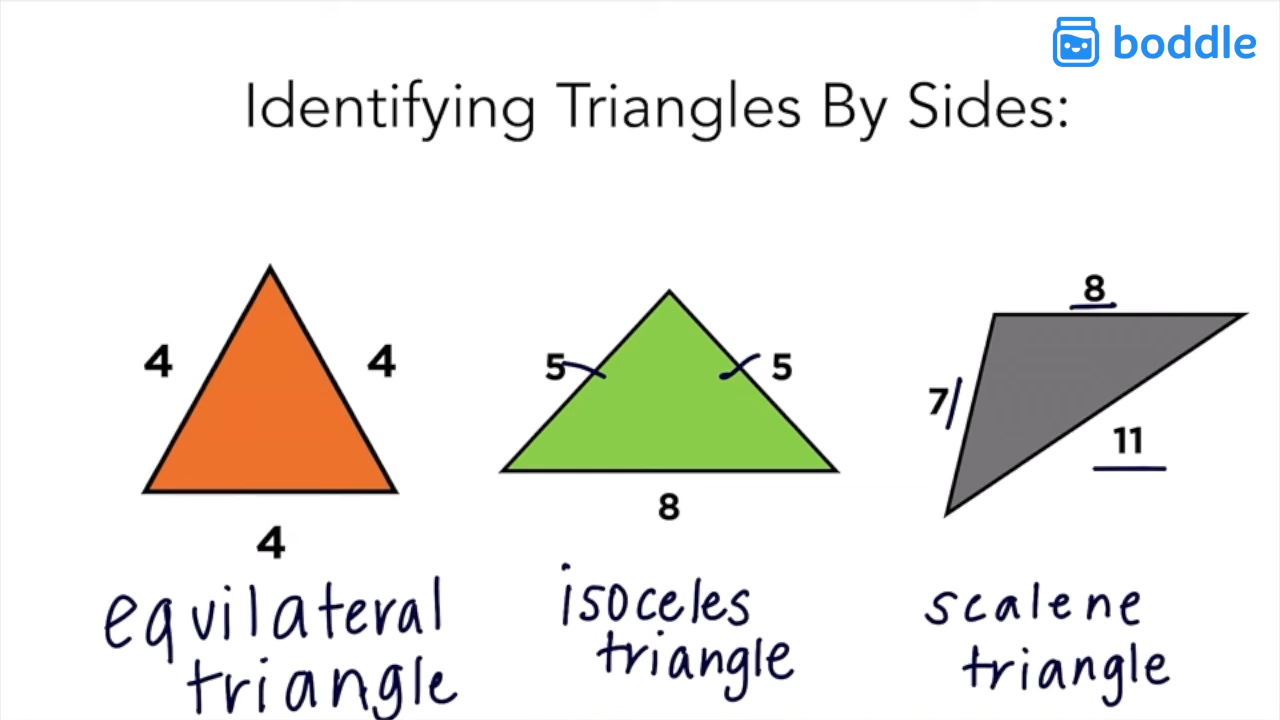 boddle
Identifying Triangles By Sides:
4
4
4
equilateral
triangle
5
5
8
isoceles
triangle
8
7
11
scalene
triangle